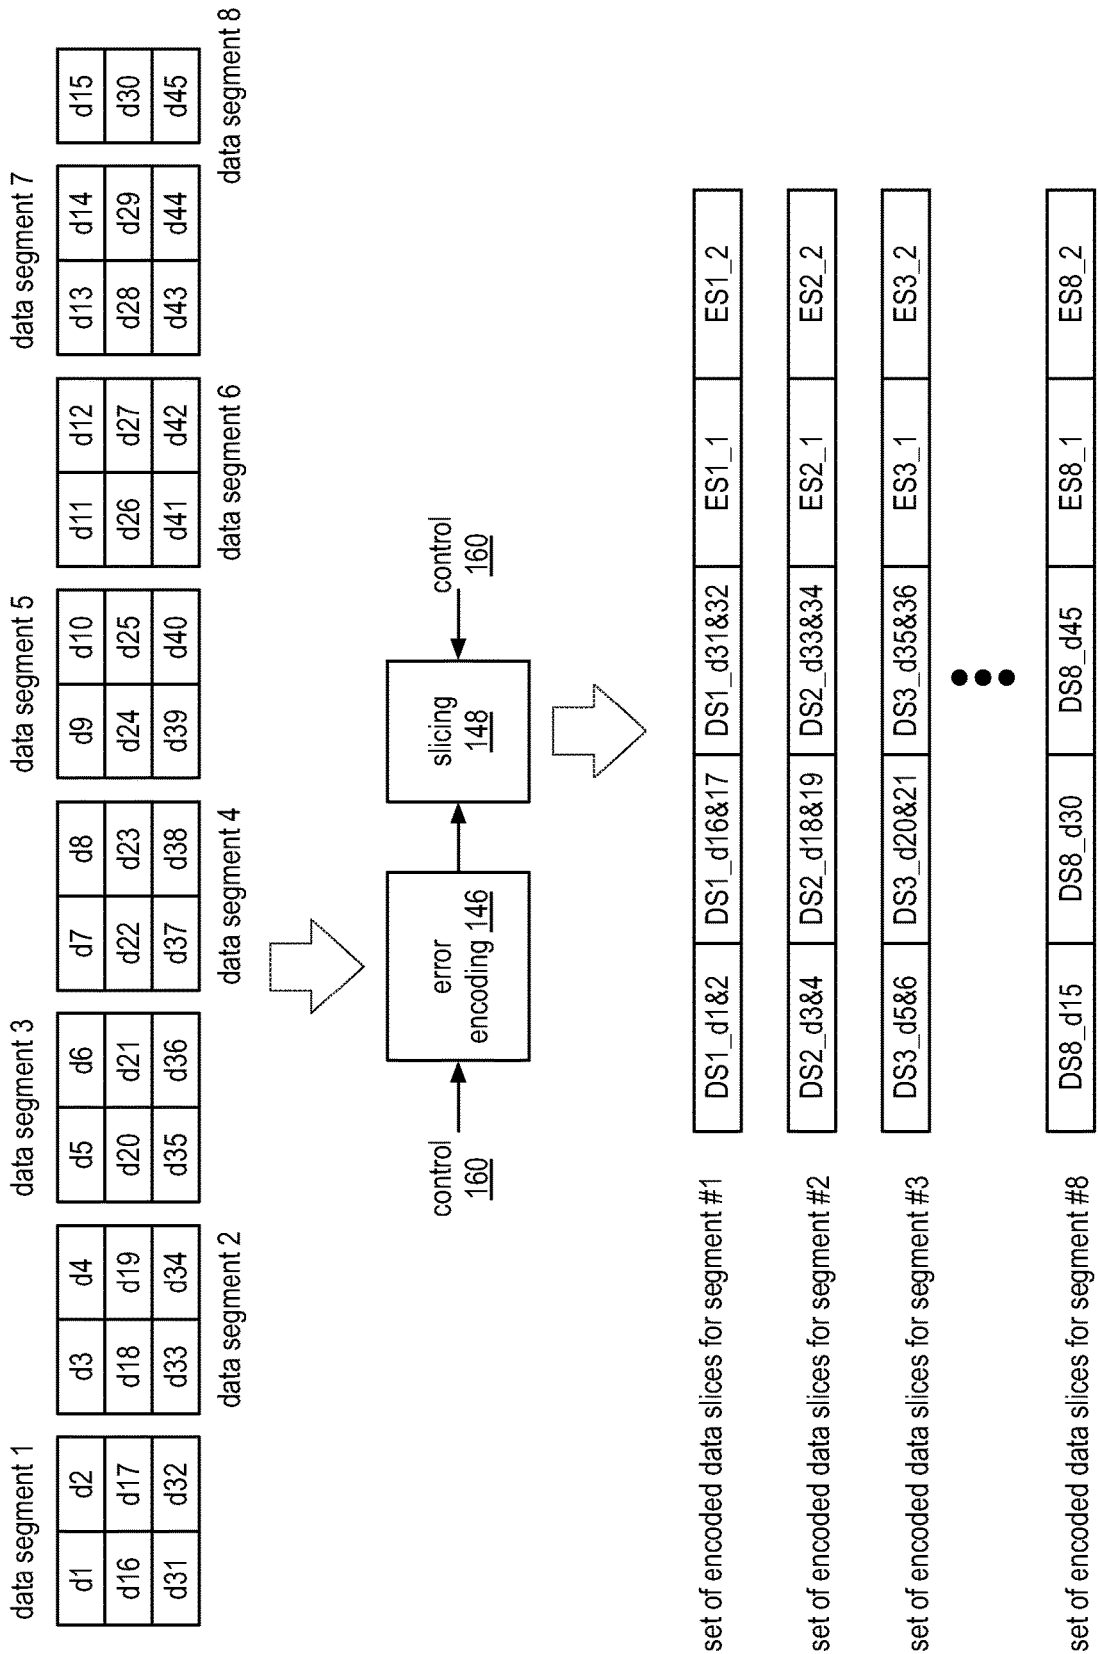 data segment 1
data segment 3
data segment 5
data segment 7
d1 d2 d3 d4 d5 d6 d7 d8 d9 d10 d11 d12 d13 d14 d15
d16 d17 d18 d19 d20 d21 d22 d23 d24 d25 d26 d27 d28 d29 d30
d31 d32 d33 d34 d35 d36 d37 d38 d39 d40 d41 d42 d43 d44 d45
data segment 2
data segment 4
data segment 6
data segment 8
control
160
error
encoding 146
slicing
148
control
160
set of encoded data slices for segment #1 DS1_d1&2 DS1_d16&17 DS1_d31&32 ES1_1 ES1_2
set of encoded data slices for segment #2 DS2_d3&4 DS2_d18&19 DS2_d33&34 ES2_1 ES2_2
set of encoded data slices for segment #3 DS3_d5&6 DS3_d20&21 DS3_d35&36 ES3_1 ES3_2
set of encoded data slices for segment #8 DS8_d15 DS8_d30 DS8_d45 ES8_1 ES8_2